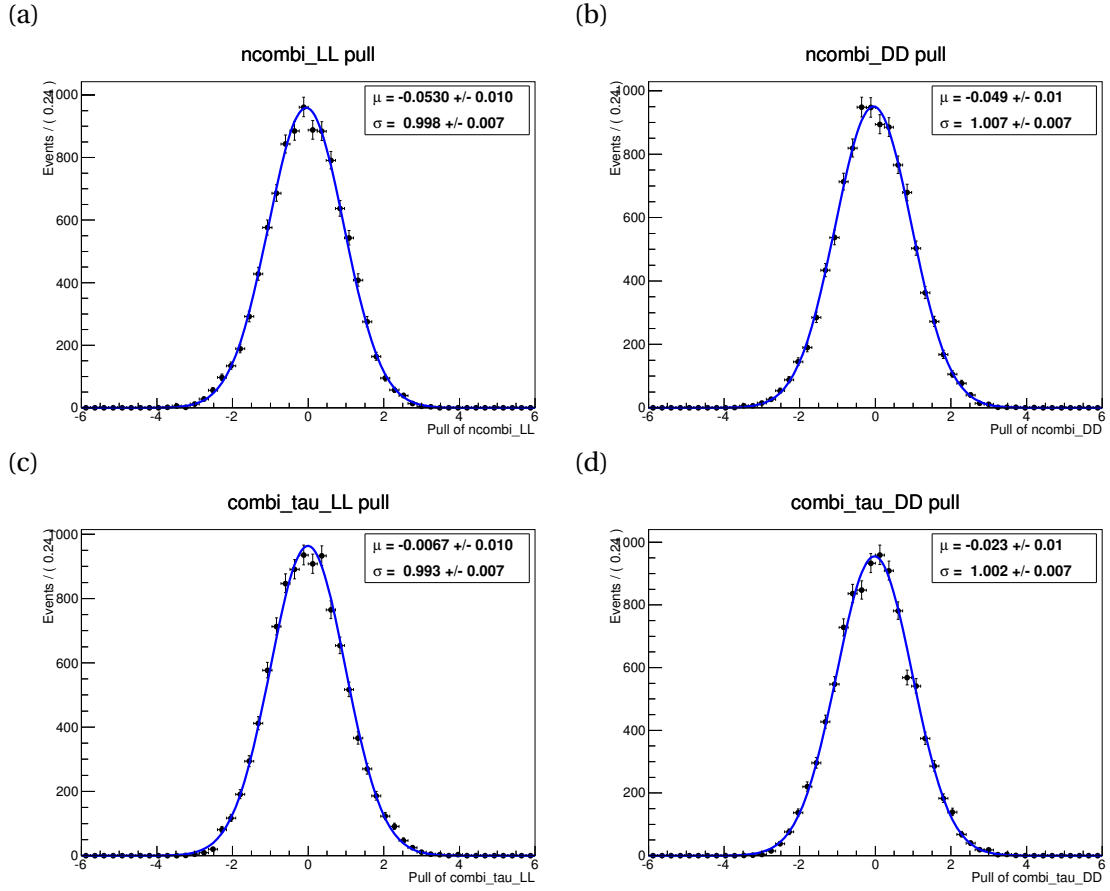 (a)
(b)
ncombi_LL pull
ncombi_DD pull
Events / ( 0.24 )
1000
800
600
400
200
0
μ = -0.0530 +/- 0.010
σ = 0.998 +/- 0.007
-6 -4 -2 0 2 4 6
Pull of ncombi_LL
Events / ( 0.24 )
1000
800
600
400
200
0
μ = -0.049 +/- 0.01
σ = 1.007 +/- 0.007
-6 -4 -2 0 2 4 6
Pull of ncombi_DD
(c)
(d)
combi_tau_LL pull
combi_tau_DD pull
Events / ( 0.24 )
1000
800
600
400
200
0
μ = -0.0067 +/- 0.010
σ = 0.993 +/- 0.007
-6 -4 -2 0 2 4 6
Pull of combi_tau_LL
Events / ( 0.24 )
1000
800
600
400
200
0
μ = -0.023 +/- 0.01
σ = 1.002 +/- 0.007
-6 -4 -2 0 2 4 6
Pull of combi_tau_DD